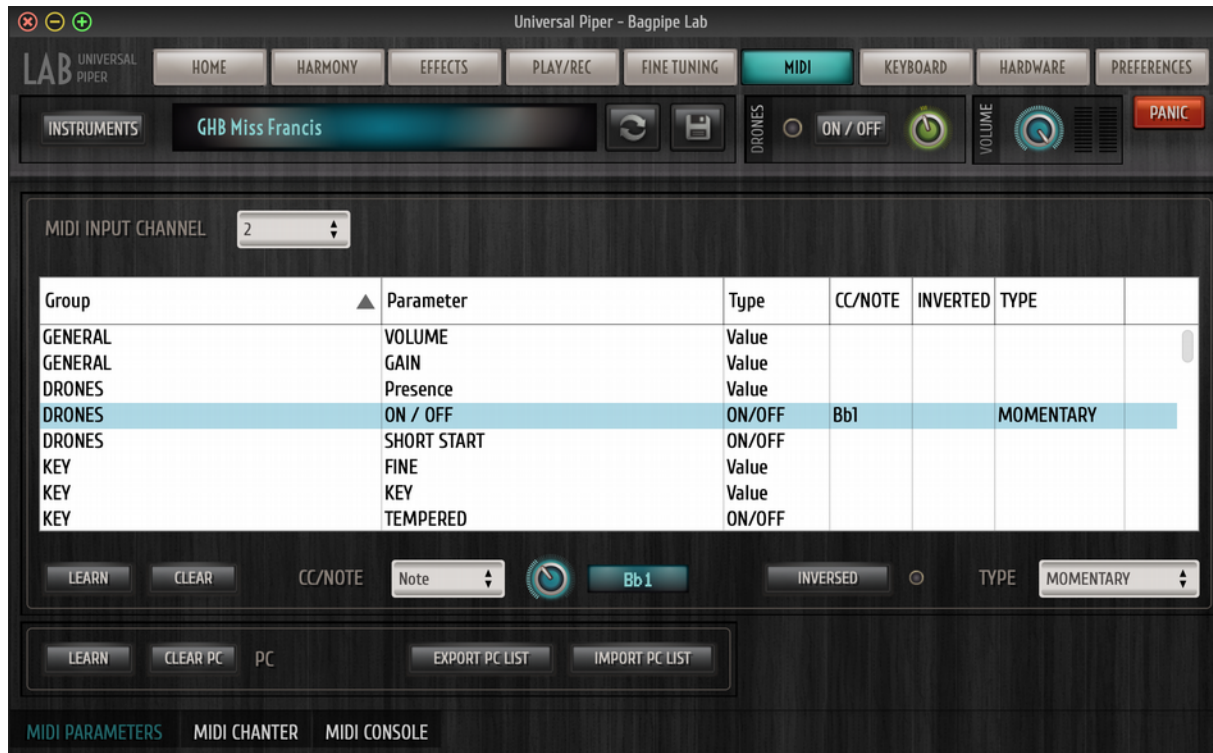 Universal Piper - Bagpipe Lab
LAB UNIVERSAL PIPER
HOME HARMONY EFFECTS PLAY/REC FINE TUNING MIDI KEYBOARD HARDWARE PREFERENCES
INSTRUMENTS GHB Miss Francis DRONES ON / OFF VOLUME PANIC
MIDI INPUT CHANNEL 2
Group Parameter Type CC/NOTE INVERTED TYPE
GENERAL VOLUME Value
GENERAL GAIN Value
DRONES Presence Value
DRONES ON / OFF ON/OFF Bb1 MOMENTARY
DRONES SHORT START ON/OFF
KEY FINE Value
KEY KEY Value
KEY TEMPERED ON/OFF
LEARN CLEAR CC/NOTE Note Bb1 INVERSED TYPE MOMENTARY
LEARN CLEAR PC PC EXPORT PC LIST IMPORT PC LIST
MIDI PARAMETERS MIDI CHANTER MIDI CONSOLE